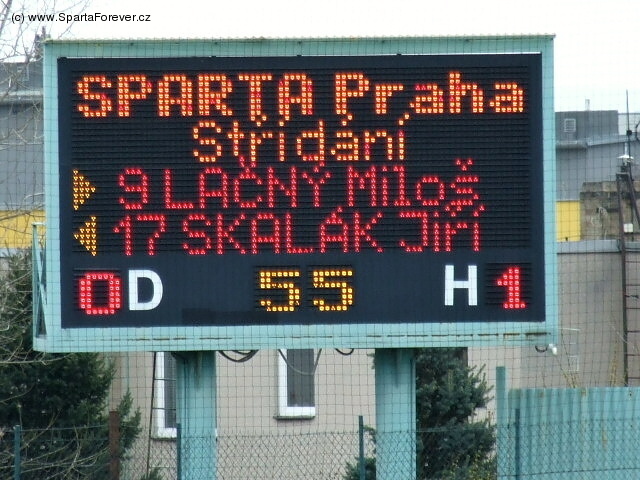 (c) www.SpartaForever.cz
SPARTA Praha
Střídání
9 LAČNÝ Miloš
17 SKALÁK Jiří
0 D 55 H 1